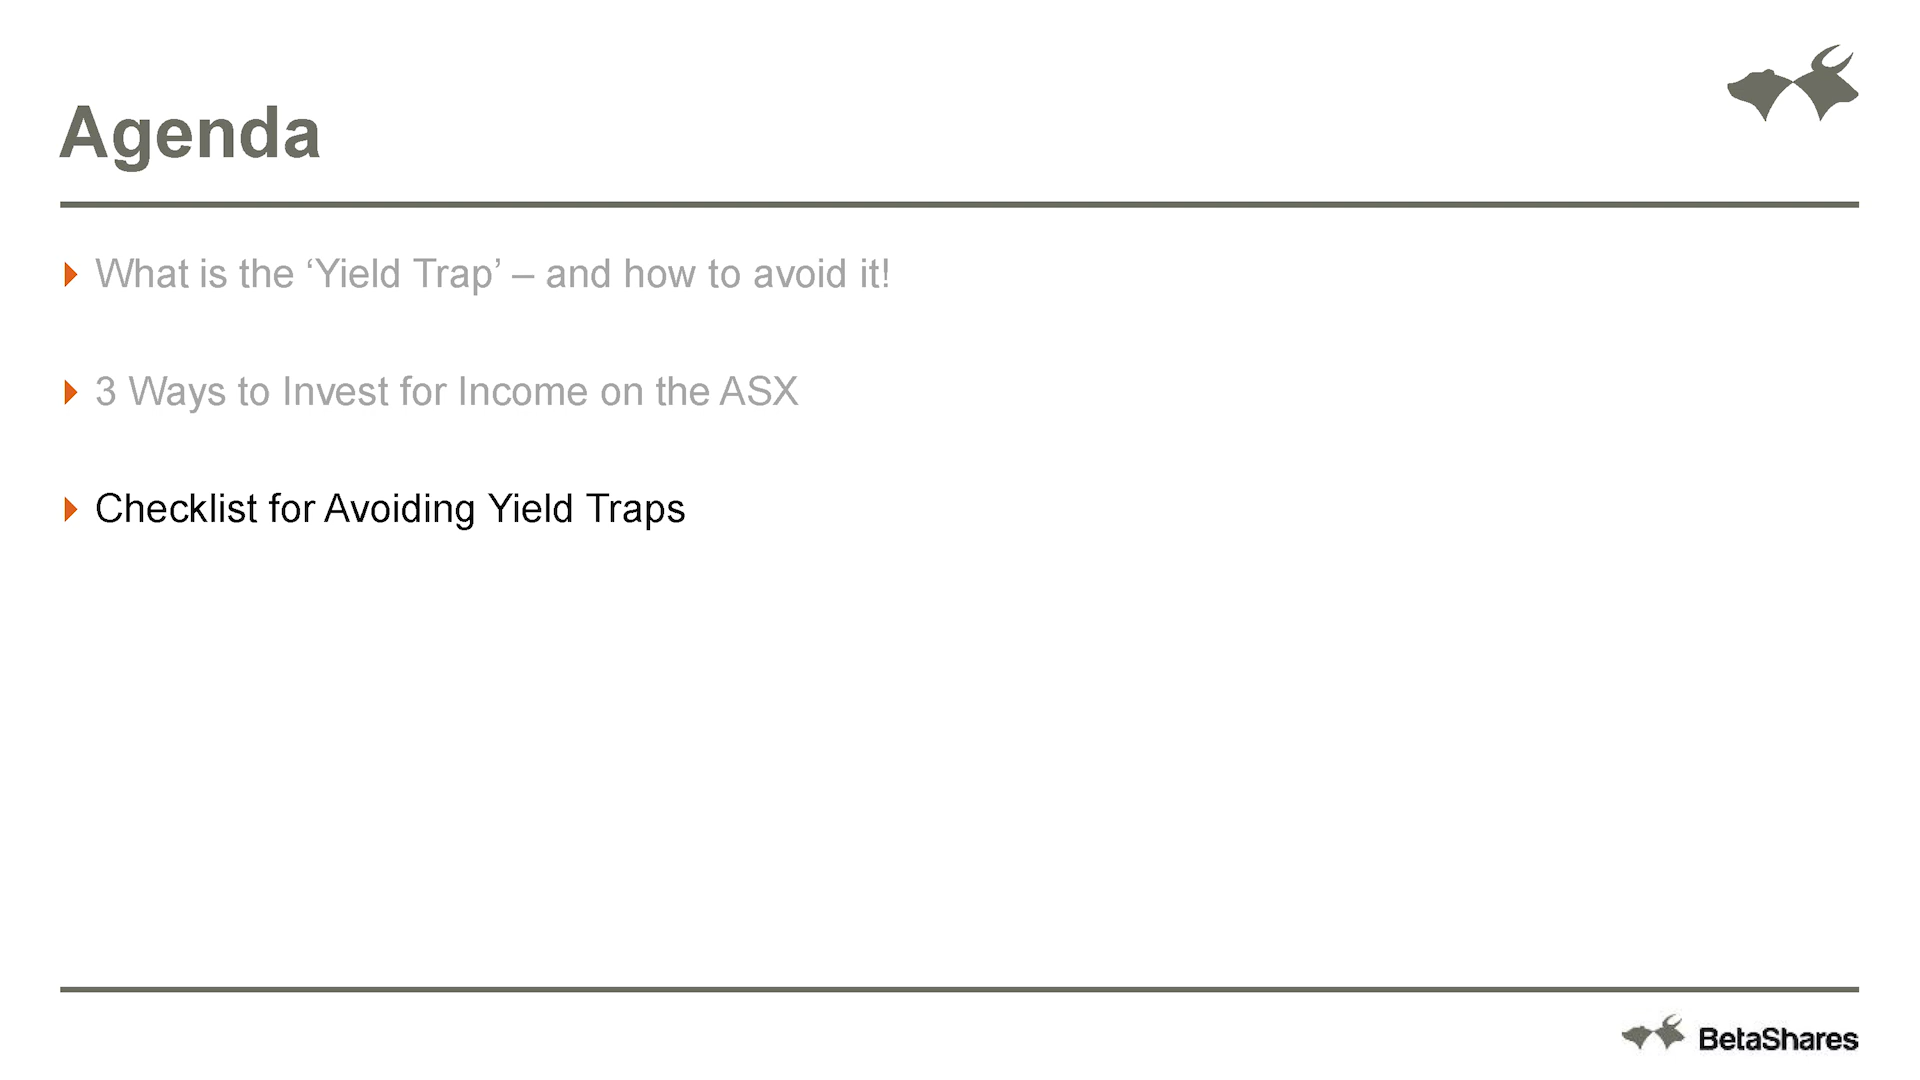 Agenda
What is the ‘Yield Trap’ – and how to avoid it!
3 Ways to Invest for Income on the ASX
Checklist for Avoiding Yield Traps
BetaShares